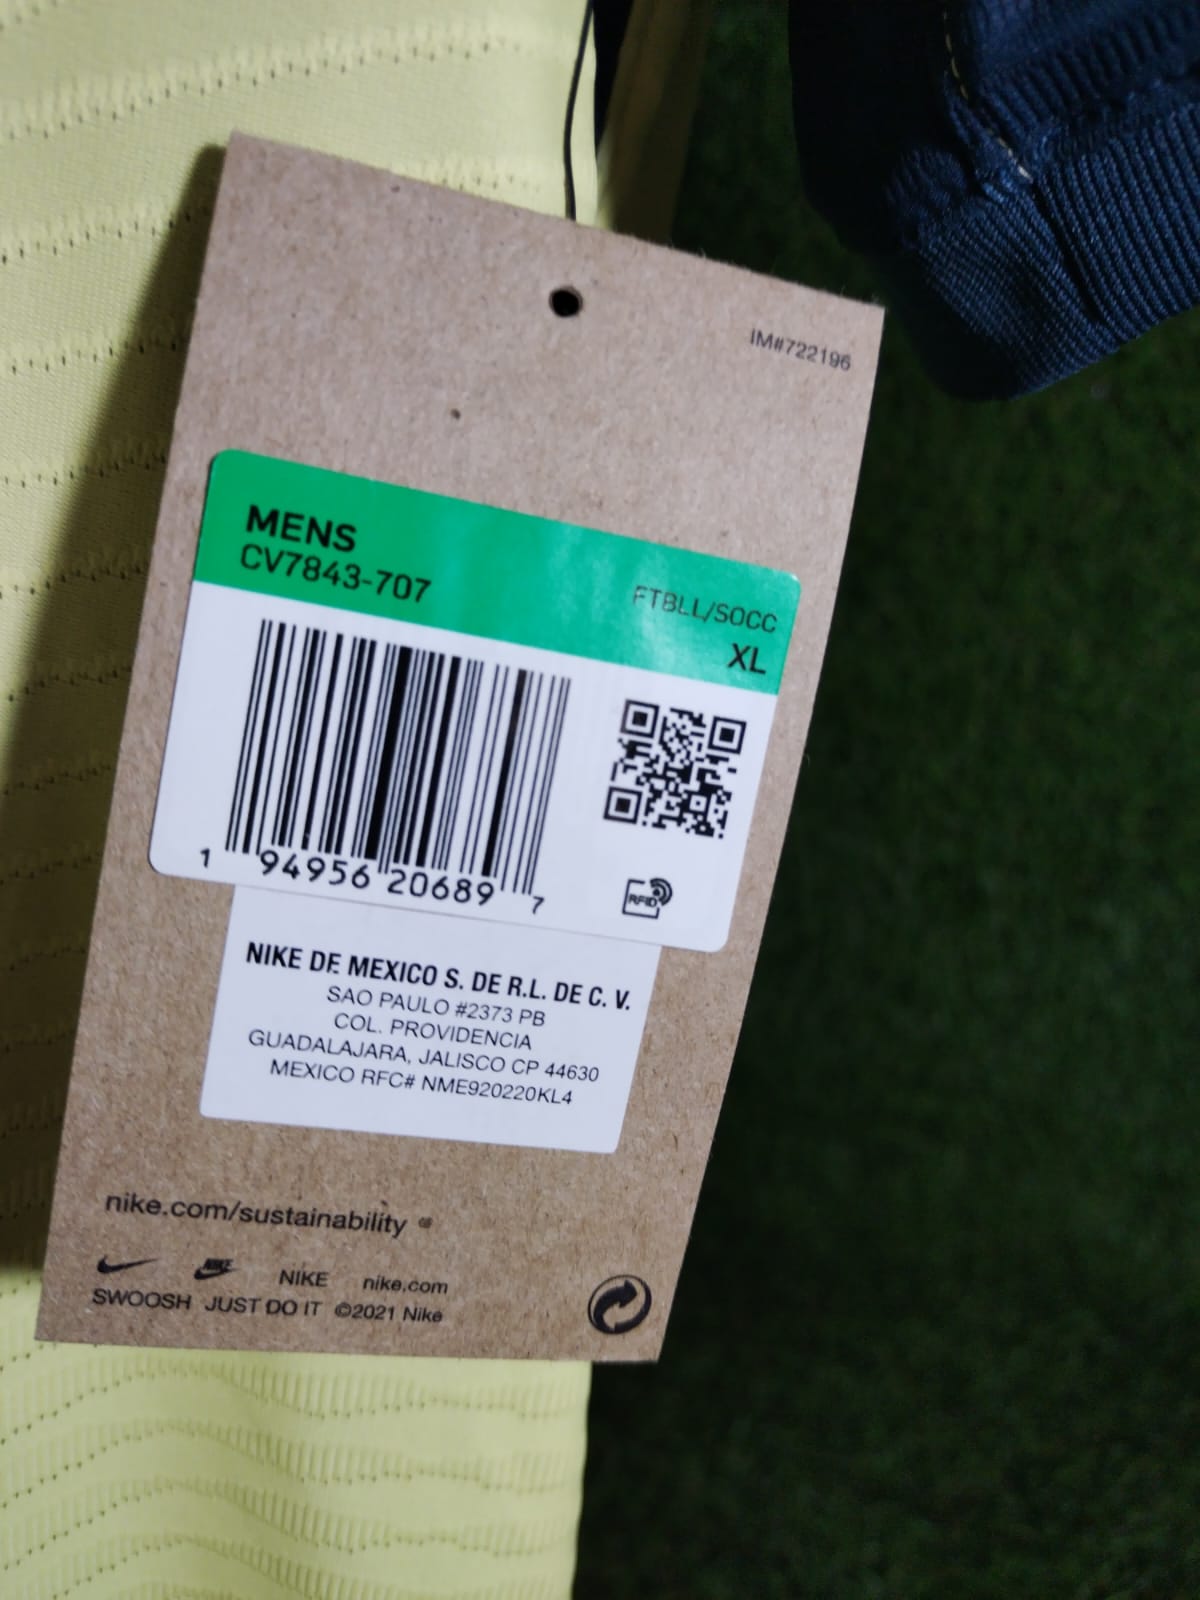 IM#722196
MENS
CV7843-707
FTBLL/SOCC
XL
1 94956 20689 7
RFID
NIKE DE MEXICO S. DE R.L. DE C. V.
SAO PAULO #2373 PB
COL. PROVIDENCIA
GUADALAJARA, JALISCO CP 44630
MEXICO RFC# NME920220KL4
nike.com/sustainability
NIKE NIKE nike.com
SWOOSH JUST DO IT ©2021 Nike